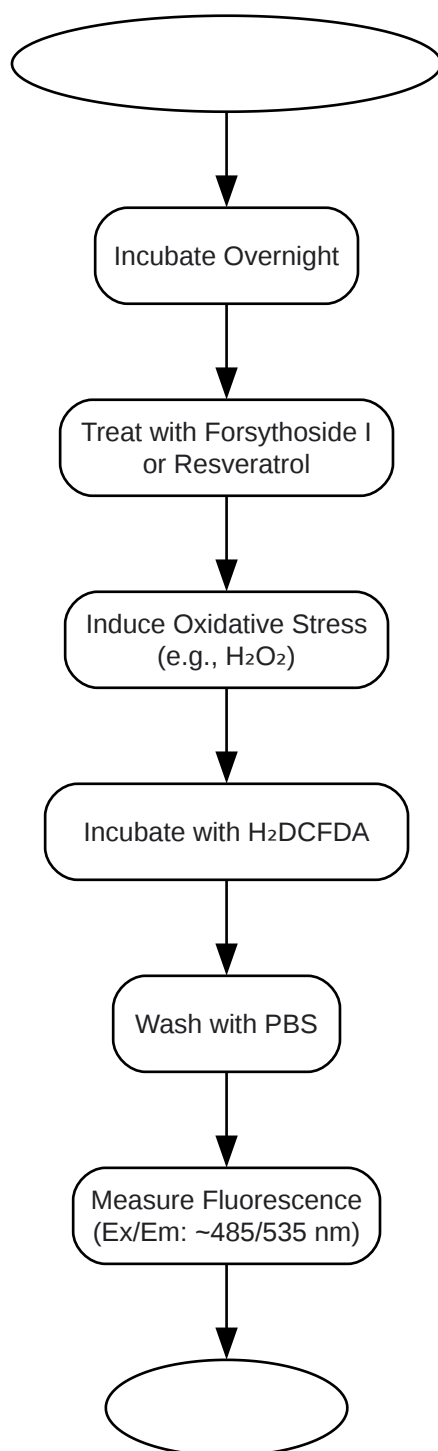 Incubate Overnight
Treat with Forsythoside I
or Resveratrol
Induce Oxidative Stress
(e.g., H₂O₂)
Incubate with H₂DCFDA
Wash with PBS
Measure Fluorescence
(Ex/Em: ~485/535 nm)